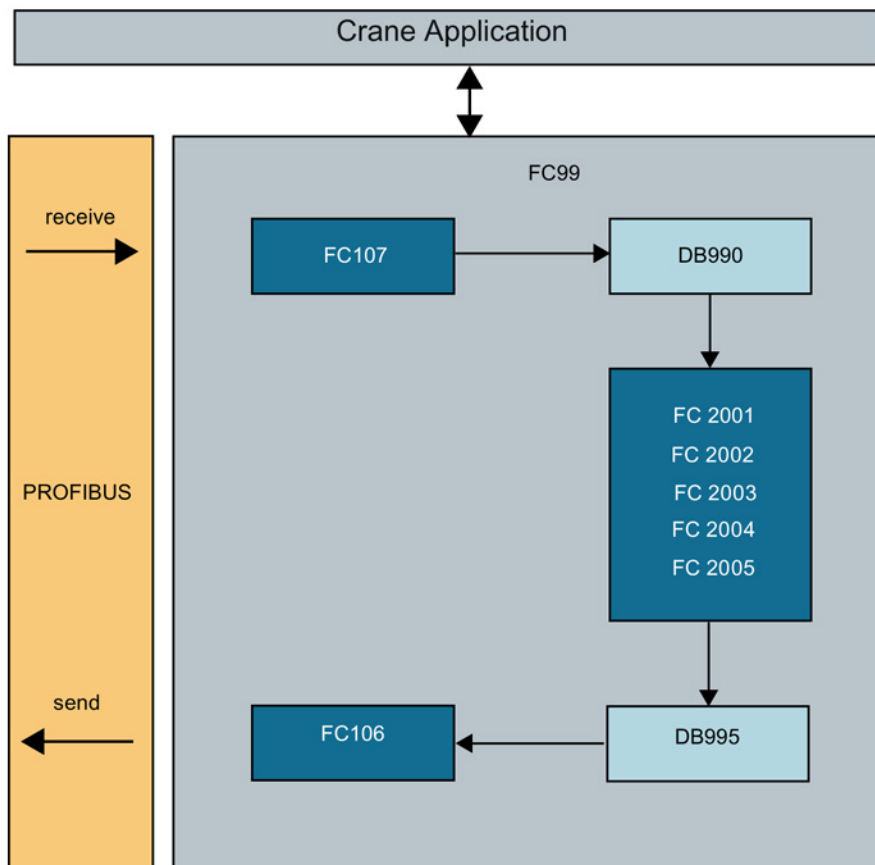 Crane Application
FC99
receive
FC107
DB990
FC 2001
FC 2002
PROFIBUS
FC 2003
FC 2004
FC 2005
send
FC106
DB995